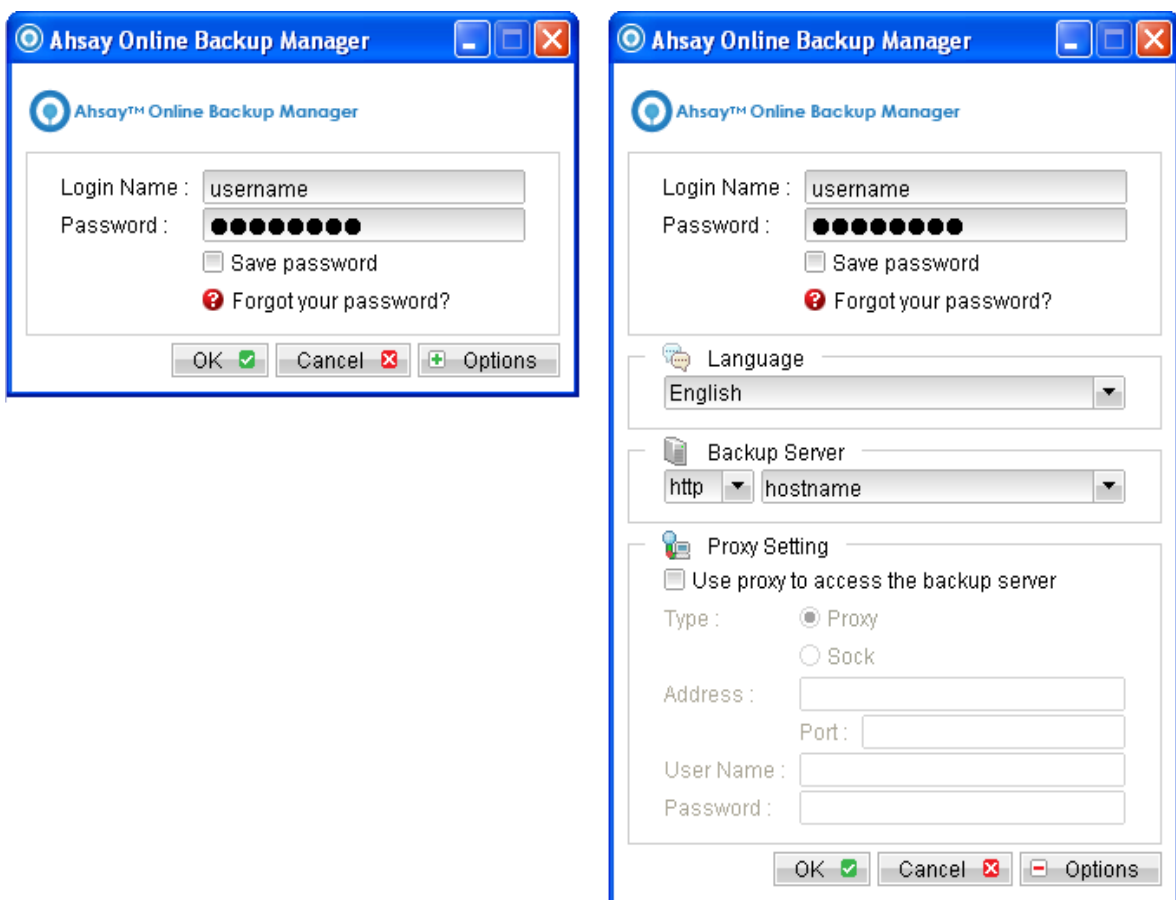 Ahsay Online Backup Manager
Ahsay™ Online Backup Manager
Login Name : username
Password : ●●●●●●●●
Save password
Forgot your password?
OK Cancel Options
Ahsay Online Backup Manager
Ahsay™ Online Backup Manager
Login Name : username
Password : ●●●●●●●●
Save password
Forgot your password?
Language
English
Backup Server
http hostname
Proxy Setting
Use proxy to access the backup server
Type : Proxy
Sock
Address :
Port :
User Name :
Password :
OK Cancel Options